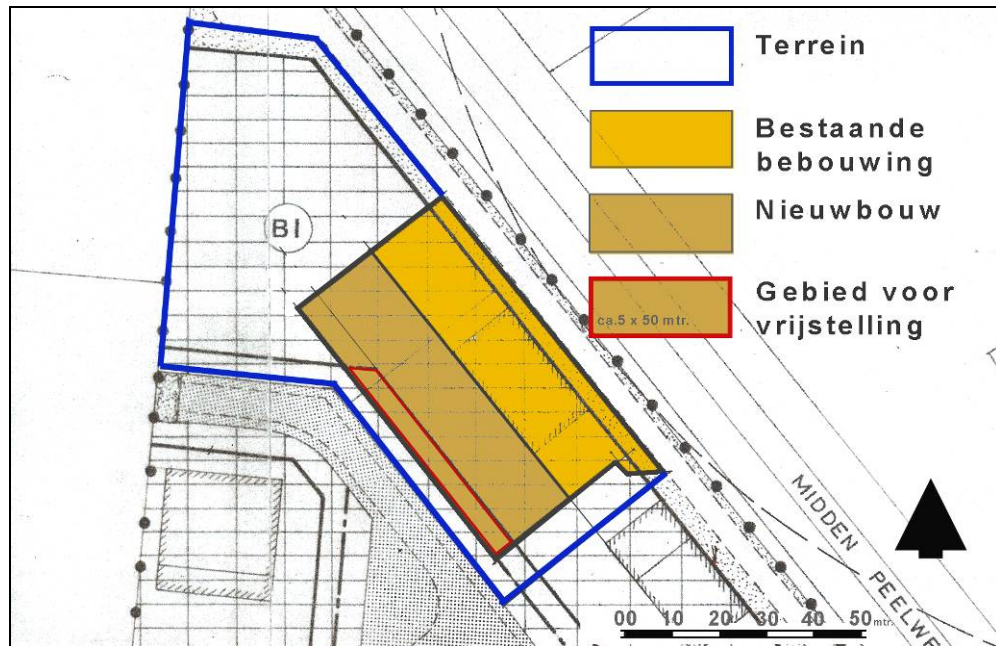 Terrein
Bestaande
bebouwing
Nieuwbouw
Gebied voor
vrijstelling
ca.5 x 50 mtr.
BI
MIDDEN PEELWE
00 10 20 30 40 50 mtr.